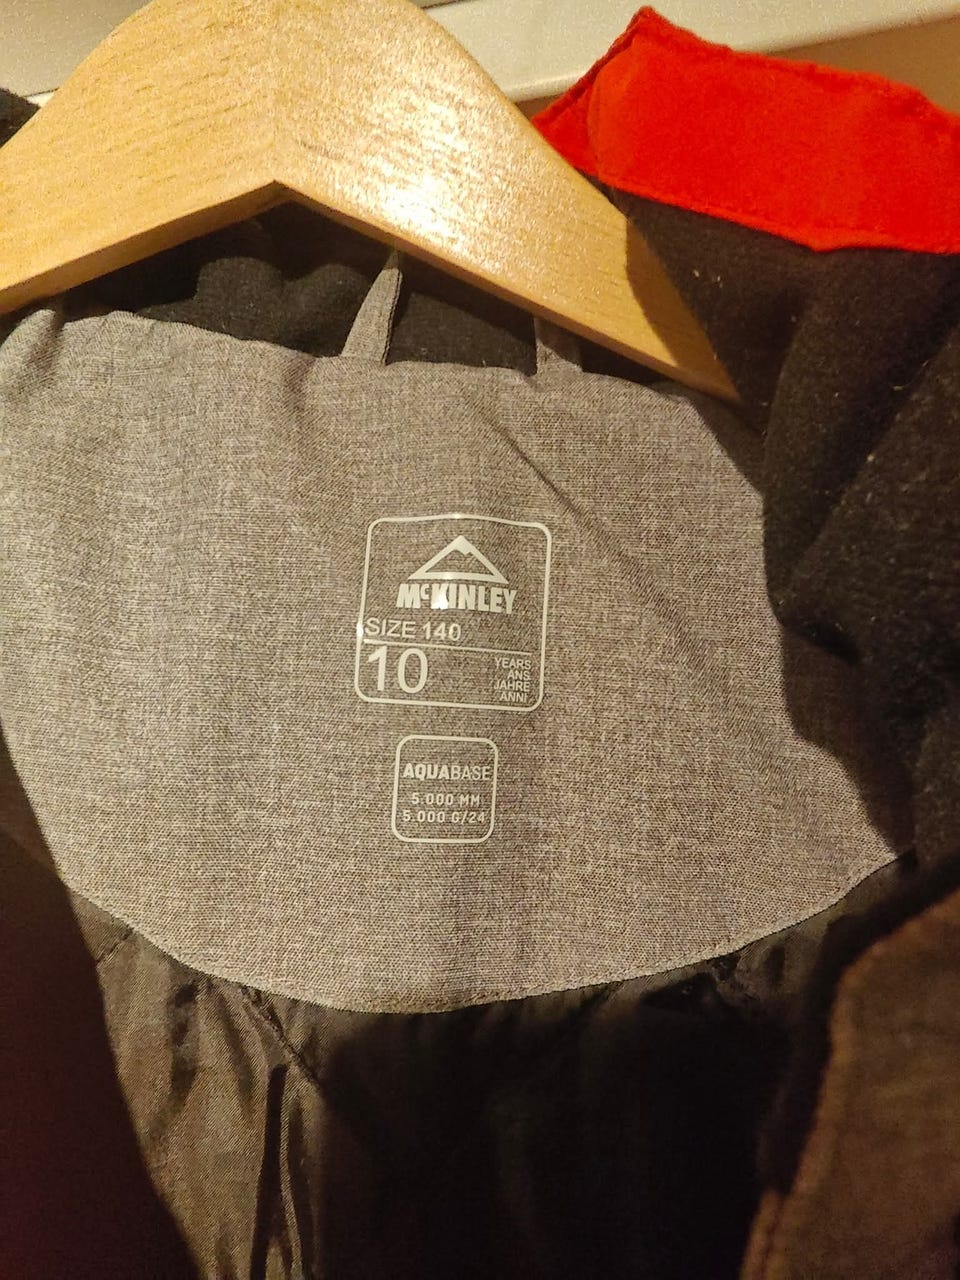 McKINLEY
SIZE 140
10
YEARS
ANS
JAHRE
ANNI
AQUABASE
5.000 MM
5.000 G/24